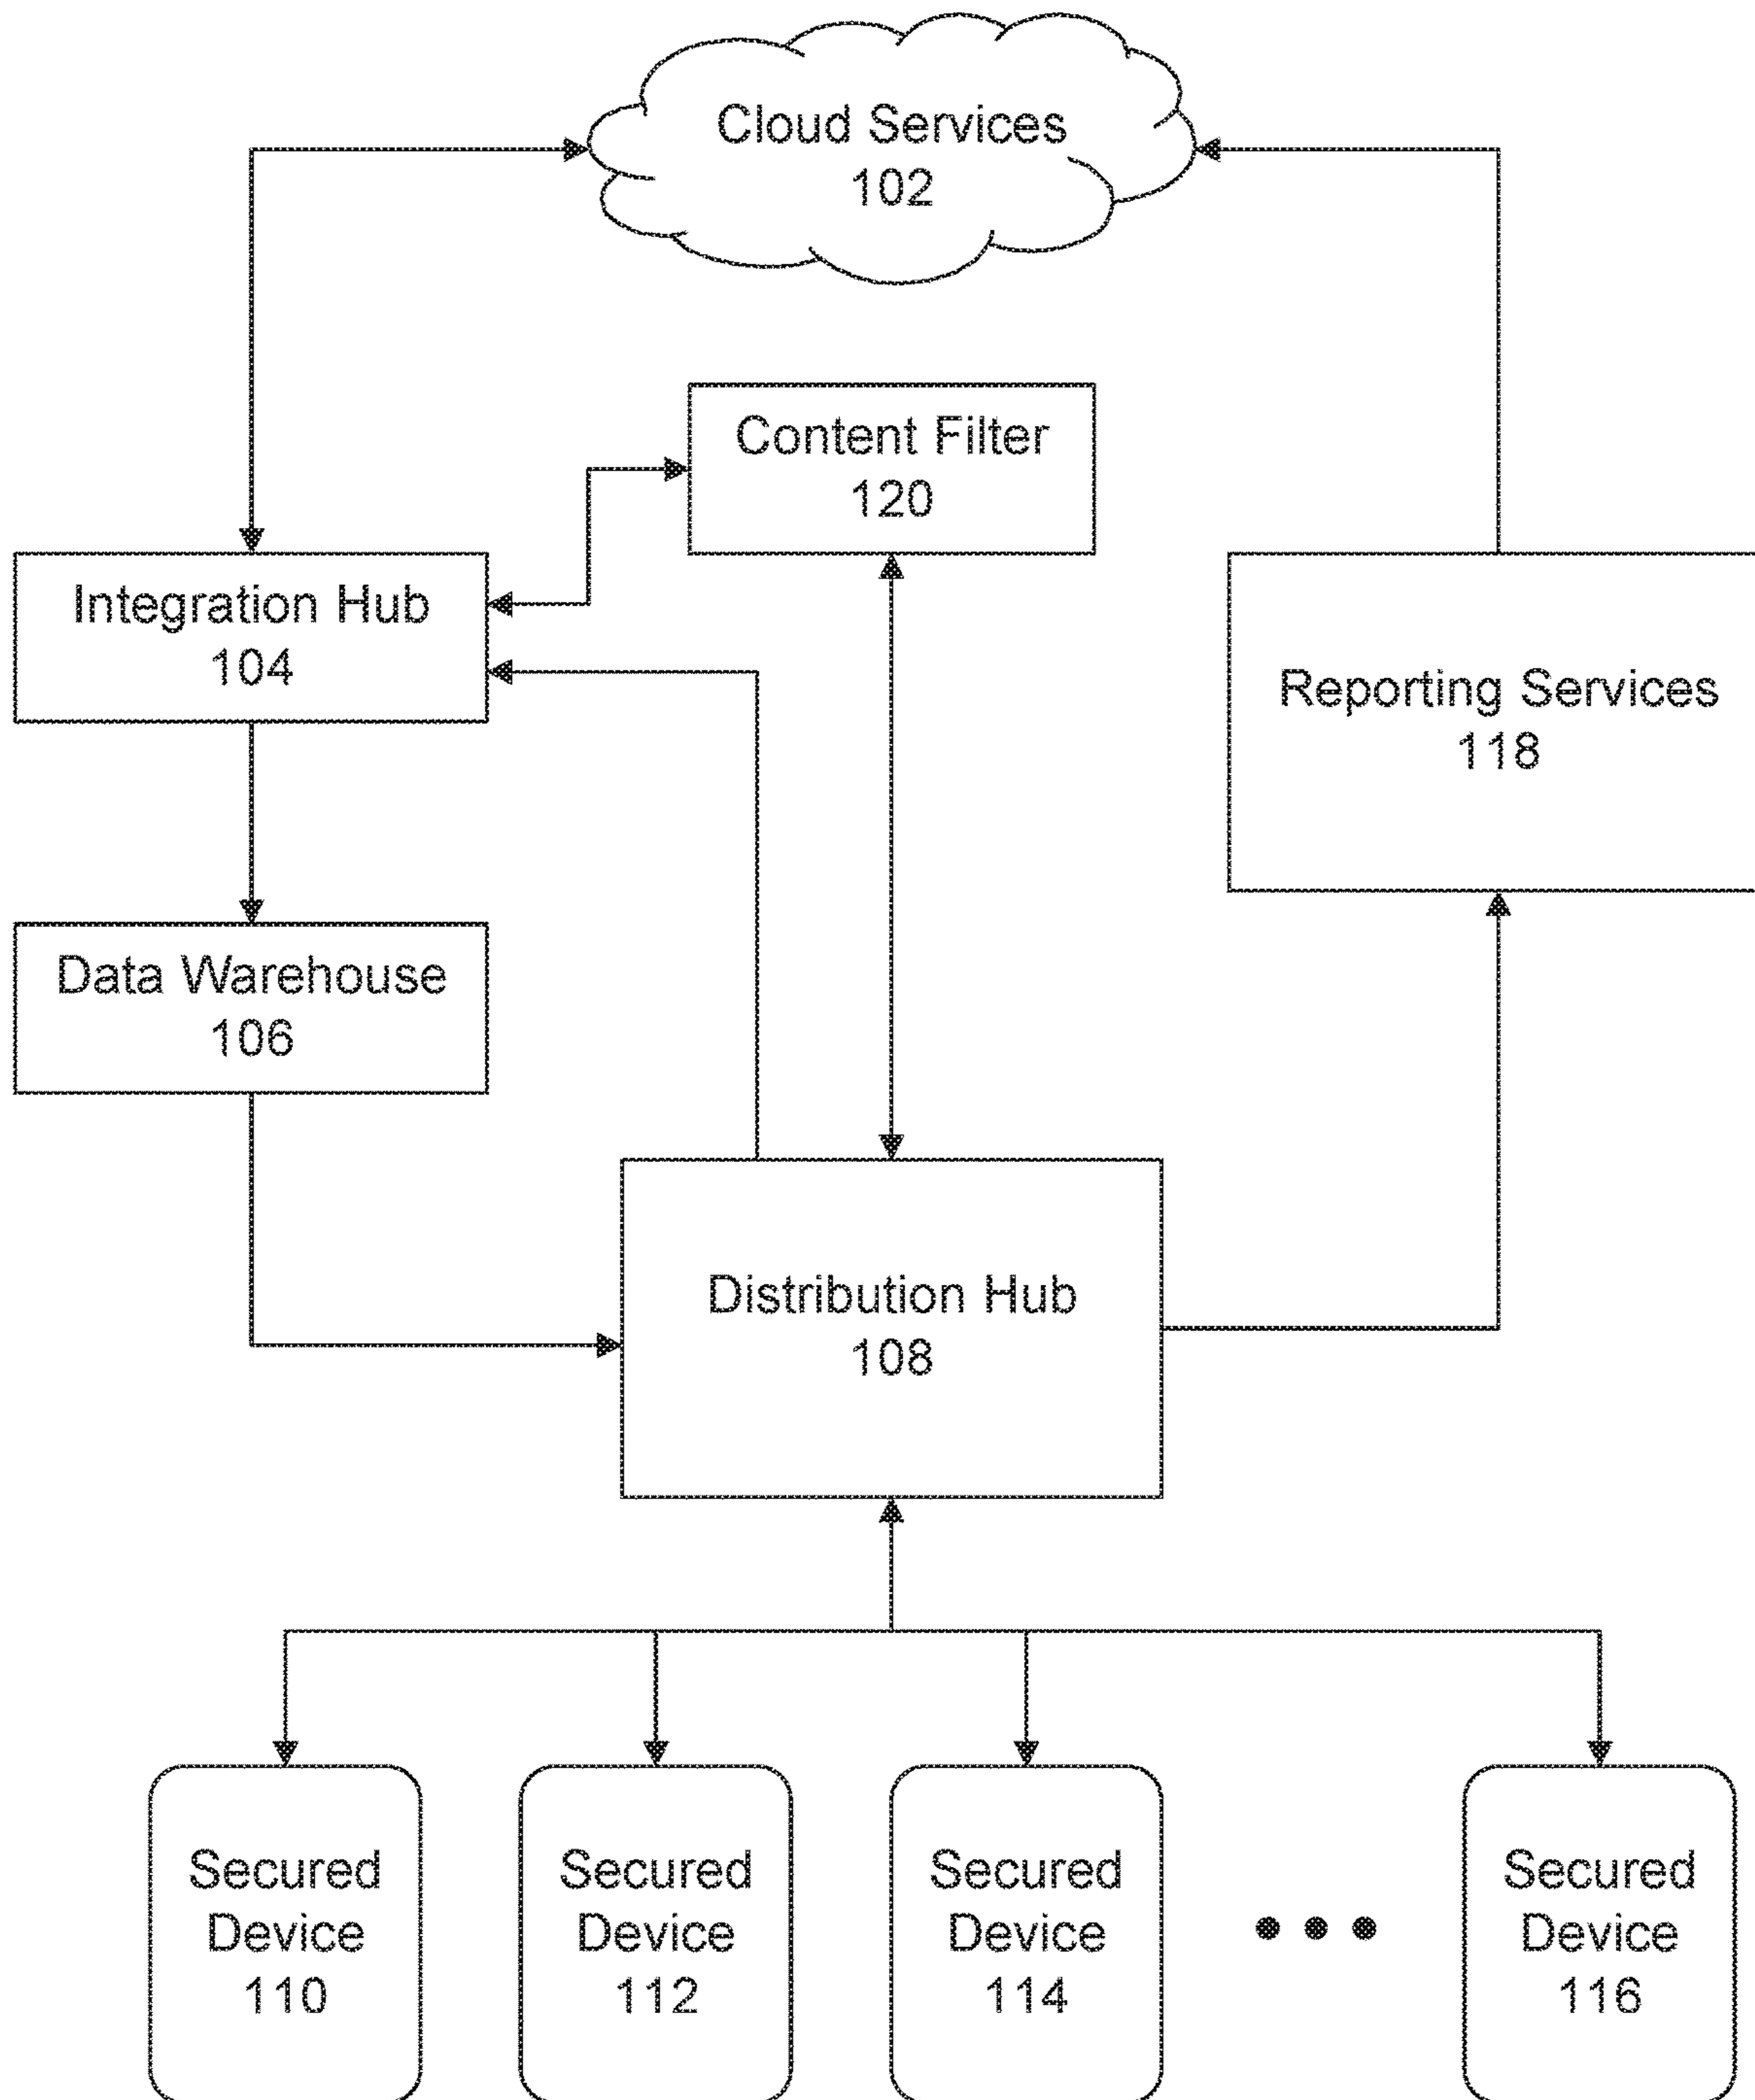 Cloud Services
102
Content Filter
120
Integration Hub
104
Reporting Services
118
Data Warehouse
106
Distribution Hub
108
Secured
Device
110
Secured
Device
112
Secured
Device
114
Secured
Device
116